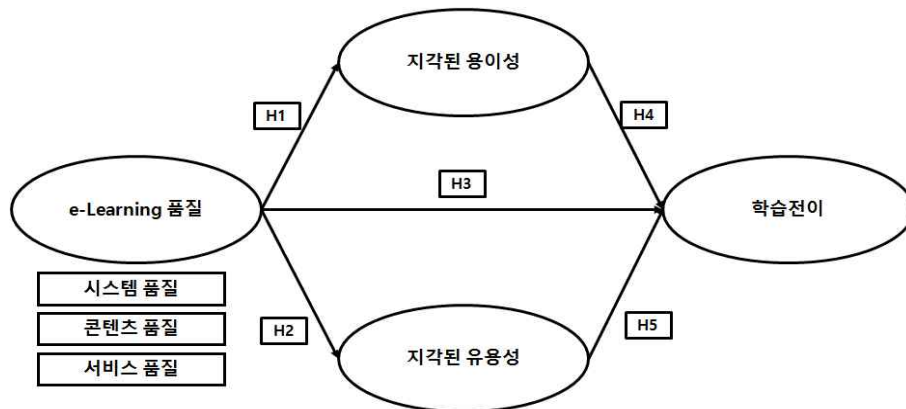 지각된 용이성
H1
H4
H3
e-Learning 품질
학습전이
시스템 품질
콘텐츠 품질
서비스 품질
H2
H5
지각된 유용성